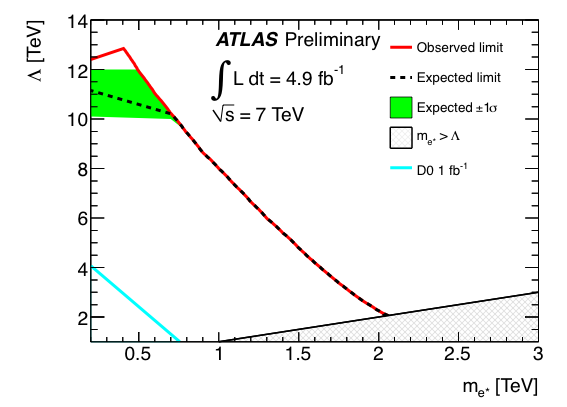 Λ [TeV]
14
12
10
8
6
4
2
ATLAS Preliminary
∫ L dt = 4.9 fb⁻¹
√s = 7 TeV
Observed limit
Expected limit
Expected ±1σ
mₑ* > Λ
D0 1 fb⁻¹
0.5 1 1.5 2 2.5 3
mₑ* [TeV]